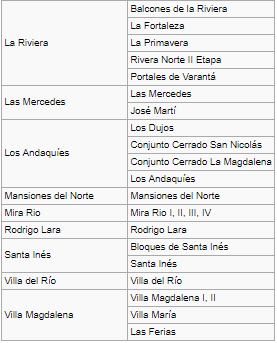 La Riviera
Balcones de la Riviera
La Fortaleza
La Primavera
Rivera Norte II Etapa
Portales de Varantá
Las Mercedes
Las Mercedes
José Martí
Los Andaquíes
Los Dujos
Conjunto Cerrado San Nicolás
Conjunto Cerrado La Magdalena
Los Andaquíes
Mansiones del Norte
Mansiones del Norte
Mira Rio
Mira Rio I, II, III, IV
Rodrigo Lara
Rodrigo Lara
Santa Inés
Bloques de Santa Inés
Santa Inés
Villa del Río
Villa del Río
Villa Magdalena
Villa Magdalena I, II
Villa María
Las Ferias